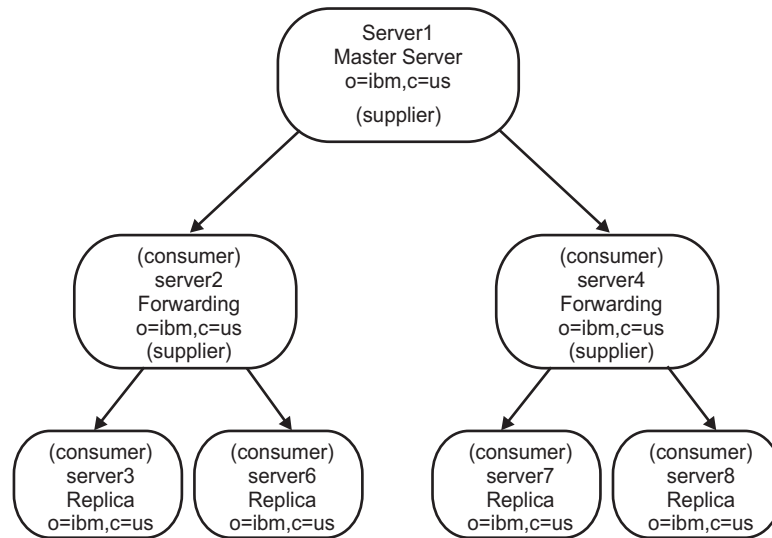 Server1
Master Server
o=ibm,c=us
(supplier)
(consumer)
server2
Forwarding
o=ibm,c=us
(supplier)
(consumer)
server4
Forwarding
o=ibm,c=us
(supplier)
(consumer)
server3
Replica
o=ibm,c=us
(consumer)
server6
Replica
o=ibm,c=us
(consumer)
server7
Replica
o=ibm,c=us
(consumer)
server8
Replica
o=ibm,c=us